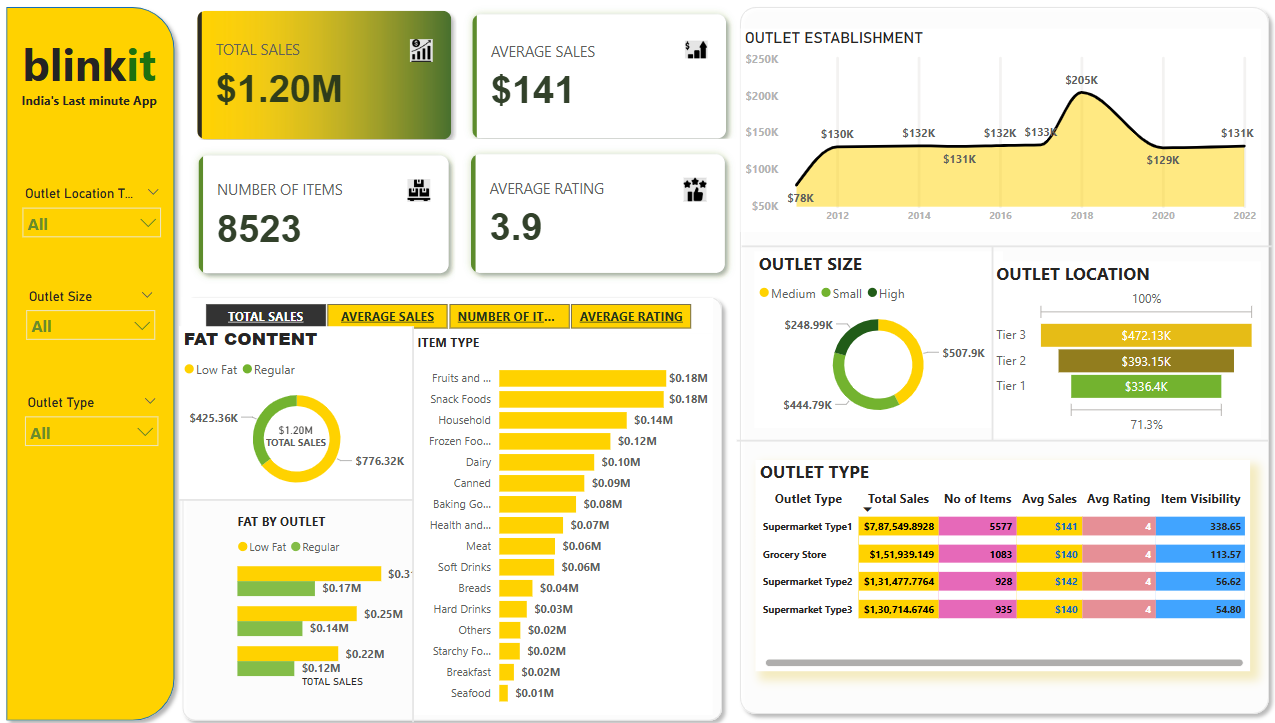 blinkit
India's Last minute App
Outlet Location T...
All
Outlet Size
All
Outlet Type
All
TOTAL SALES
$1.20M
AVERAGE SALES
$141
NUMBER OF ITEMS
8523
AVERAGE RATING
3.9
TOTAL SALES
AVERAGE SALES
NUMBER OF IT...
AVERAGE RATING
FAT CONTENT
Low Fat Regular
$425.36K
$1.20M
TOTAL SALES
$776.32K
FAT BY OUTLET
Low Fat Regular
$0.31
$0.17M
$0.25M
$0.14M
$0.22M
$0.12M
TOTAL SALES
ITEM TYPE
Fruits and ... $0.18M
Snack Foods $0.18M
Household $0.14M
Frozen Foo... $0.12M
Dairy $0.10M
Canned $0.09M
Baking Go... $0.08M
Health and... $0.07M
Meat $0.06M
Soft Drinks $0.06M
Breads $0.04M
Hard Drinks $0.03M
Others $0.02M
Starchy Fo... $0.02M
Breakfast $0.02M
Seafood $0.01M
OUTLET ESTABLISHMENT
$250K
$200K
$150K
$100K
$50K
$78K
$130K
$132K
$131K
$132K
$133K
$205K
$129K
$131K
2012 2014 2016 2018 2020 2022
OUTLET SIZE
Medium Small High
$248.99K
$507.9K
$444.79K
OUTLET LOCATION
100%
Tier 3 $472.13K
Tier 2 $393.15K
Tier 1 $336.4K
71.3%
OUTLET TYPE
Outlet Type Total Sales No of Items Avg Sales Avg Rating Item Visibility
Supermarket Type1 $7,87,549.8928 5577 $141 4 338.65
Grocery Store $1,51,939.149 1083 $140 4 113.57
Supermarket Type2 $1,31,477.7764 928 $142 4 56.62
Supermarket Type3 $1,30,714.6746 935 $140 4 54.80